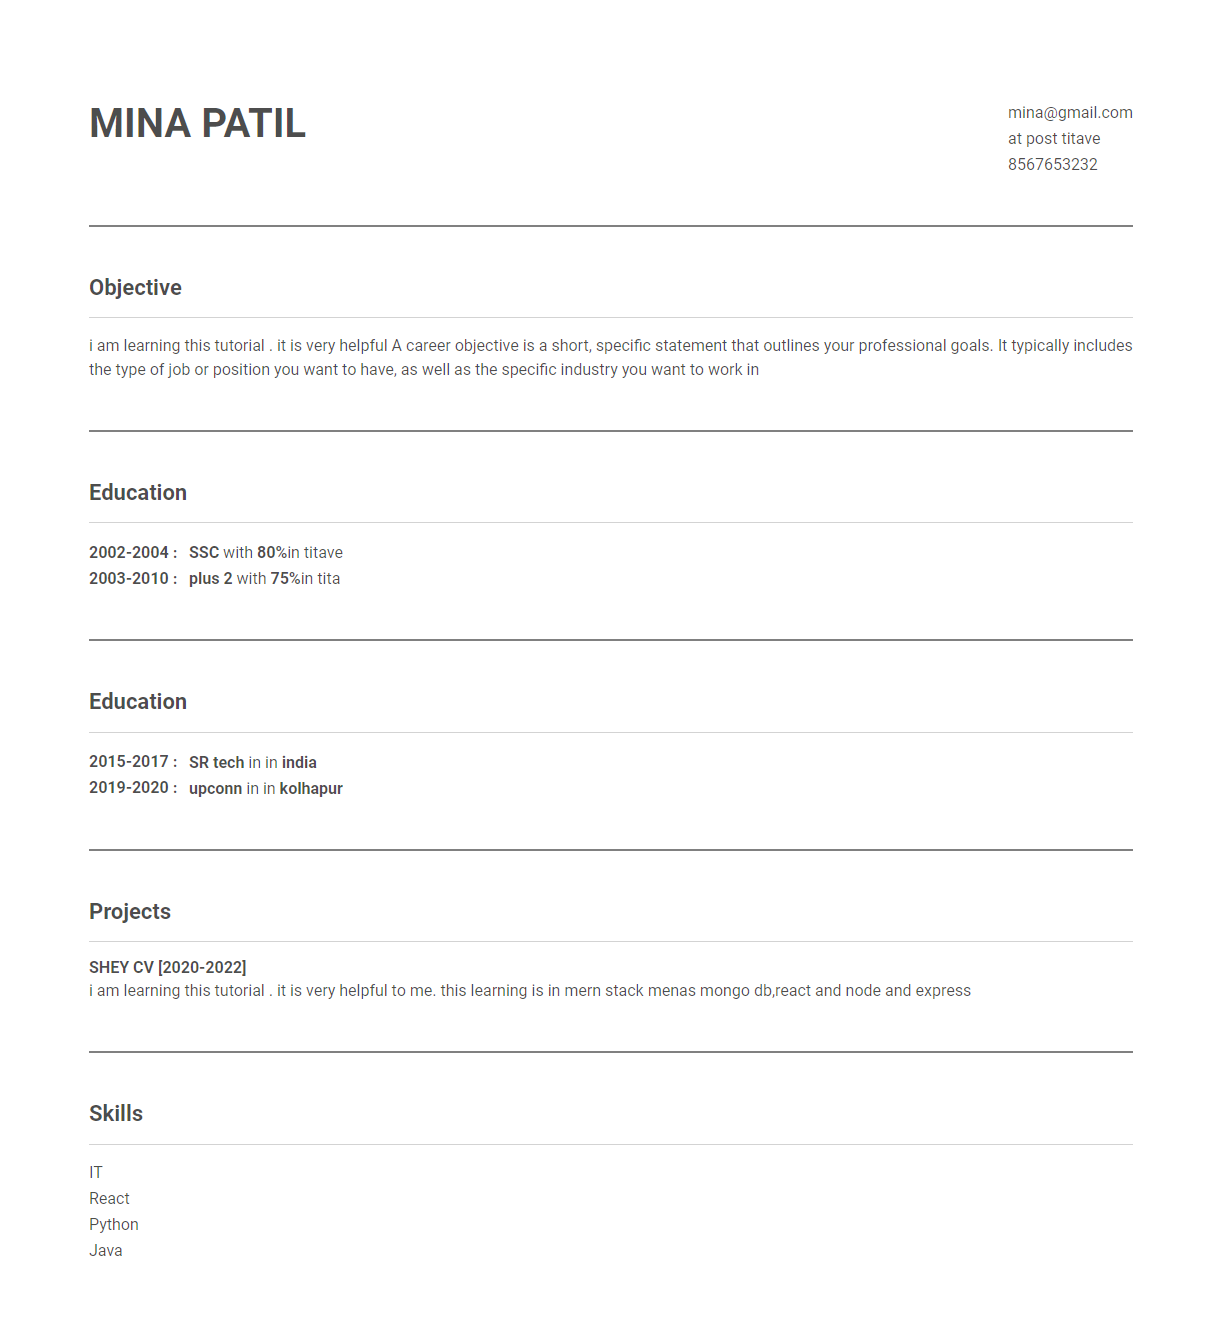 MINA PATIL
mina@gmail.com
at post titave
8567653232
Objective
i am learning this tutorial . it is very helpful A career objective is a short, specific statement that outlines your professional goals. It typically includes
the type of job or position you want to have, as well as the specific industry you want to work in
Education
2002-2004 : SSC with 80%in titave
2003-2010 : plus 2 with 75%in tita
Education
2015-2017 : SR tech in in india
2019-2020 : upconn in in kolhapur
Projects
SHEY CV [2020-2022]
i am learning this tutorial . it is very helpful to me. this learning is in mern stack menas mongo db,react and node and express
Skills
IT
React
Python
Java